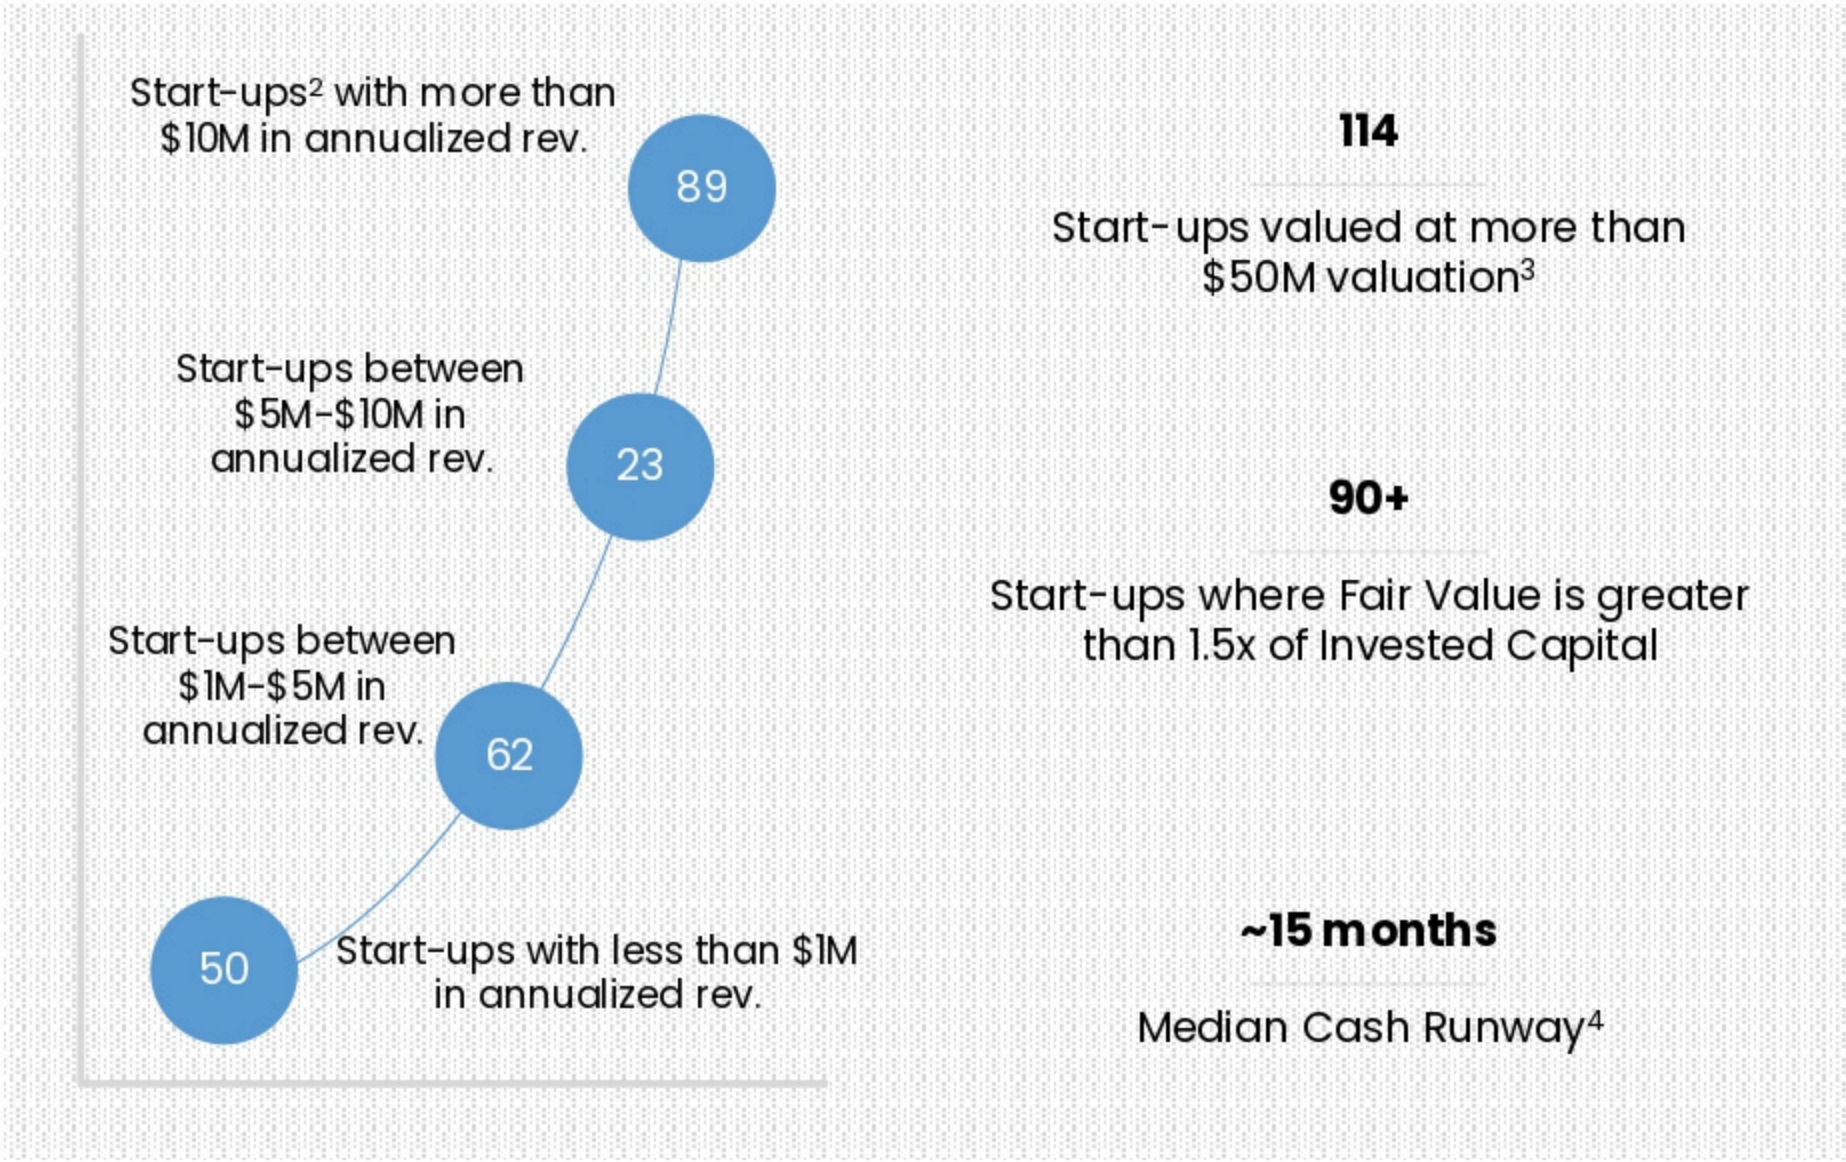 Start-ups² with more than
$10M in annualized rev.
89
Start-ups between
$5M-$10M in
annualized rev.
23
Start-ups between
$1M-$5M in
annualized rev.
62
50
Start-ups with less than $1M
in annualized rev.
114
Start-ups valued at more than
$50M valuation³
90+
Start-ups where Fair Value is greater
than 1.5x of Invested Capital
~15 months
Median Cash Runway⁴